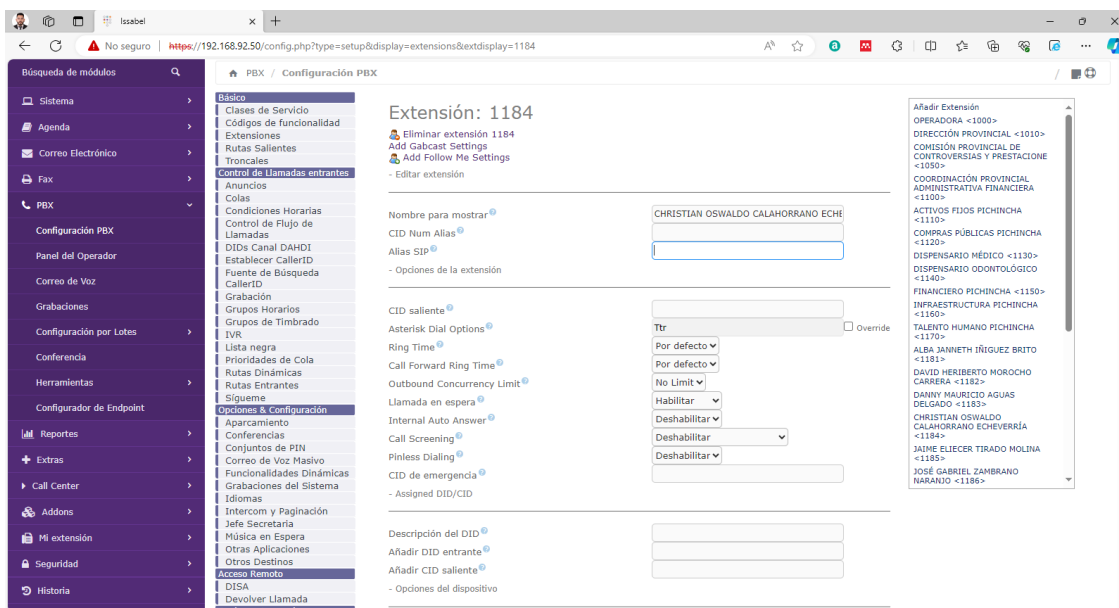 Issabel
No seguro
https://192.168.92.50/config.php?type=setup&display=extensions&extdisplay=1184
Búsqueda de módulos
Sistema
Agenda
Correo Electrónico
Fax
PBX
Configuración PBX
Panel del Operador
Correo de Voz
Grabaciones
Configuración por Lotes
Conferencia
Herramientas
Configurador de Endpoint
Reportes
Extras
Call Center
Addons
Mi extensión
Seguridad
Historia
PBX / Configuración PBX
Básico
Clases de Servicio
Códigos de funcionalidad
Extensiones
Rutas Salientes
Troncales
Control de Llamadas entrantes
Anuncios
Colas
Condiciones Horarias
Control de Flujo de
Llamadas
DIDs Canal DAHDI
Establecer CallerID
Fuente de Búsqueda
CallerID
Grabación
Grupos Horarios
Grupos de Timbrado
IVR
Lista negra
Prioridades de Cola
Rutas Dinámicas
Rutas Entrantes
Sígueme
Opciones & Configuración
Aparcamiento
Conferencias
Conjuntos de PIN
Correo de Voz Masivo
Funcionalidades Dinámicas
Grabaciones del Sistema
Idiomas
Intercom y Paginación
Jefe Secretaria
Música en Espera
Otras Aplicaciones
Otros Destinos
Acceso Remoto
DISA
Devolver Llamada
Extensión: 1184
Eliminar extensión 1184
Add Gabcast Settings
Add Follow Me Settings
- Editar extensión
Nombre para mostrar CHRISTIAN OSWALDO CALAHORRANO ECHE
CID Num Alias
Alias SIP
- Opciones de la extensión
CID saliente
Asterisk Dial Options Ttr Override
Ring Time Por defecto
Call Forward Ring Time Por defecto
Outbound Concurrency Limit No Limit
Llamada en espera Habilitar
Internal Auto Answer Deshabilitar
Call Screening Deshabilitar
Pinless Dialing Deshabilitar
CID de emergencia
- Assigned DID/CID
Descripción del DID
Añadir DID entrante
Añadir CID saliente
- Opciones del dispositivo
Añadir Extensión
OPERADORA <1000>
DIRECCIÓN PROVINCIAL <1010>
COMISIÓN PROVINCIAL DE
CONTROVERSIAS Y PRESTACIONE
<1050>
COORDINACIÓN PROVINCIAL
ADMINISTRATIVA FINANCIERA
<1100>
ACTIVOS FIJOS PICHINCHA
<1110>
COMPRAS PÚBLICAS PICHINCHA
<1120>
DISPENSARIO MÉDICO <1130>
DISPENSARIO ODONTOLÓGICO
<1140>
FINANCIERO PICHINCHA <1150>
INFRAESTRUCTURA PICHINCHA
<1160>
TALENTO HUMANO PICHINCHA
<1170>
ALBA JANNETH IÑIGUEZ BRITO
<1181>
DAVID HERIBERTO MOROCHO
CARRERA <1182>
DANNY MAURICIO AGUAS
DELGADO <1183>
CHRISTIAN OSWALDO
CALAHORRANO ECHEVERRÍA
<1184>
JAIME ELIECER TIRADO MOLINA
<1185>
JOSÉ GABRIEL ZAMBRANO
NARANJO <1186>